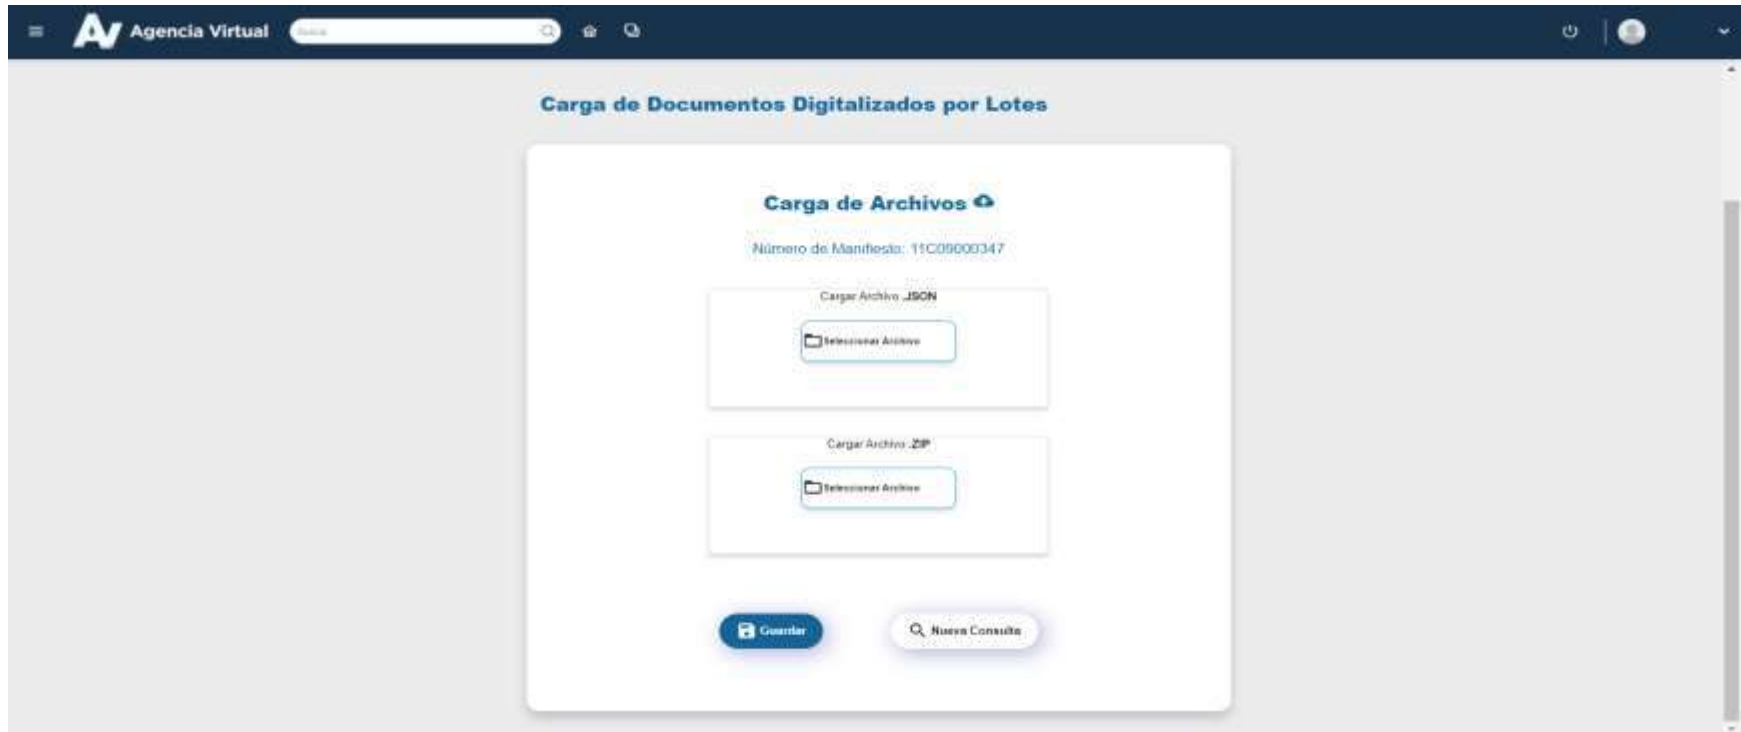 Agencia Virtual
Carga de Documentos Digitalizados por Lotes
Carga de Archivos
Número de Manifiesto: 11C09000347
Cargar Archivo .JSON
Seleccionar Archivo
Cargar Archivo .ZIP
Seleccionar Archivo
Guardar
Nueva Consulta